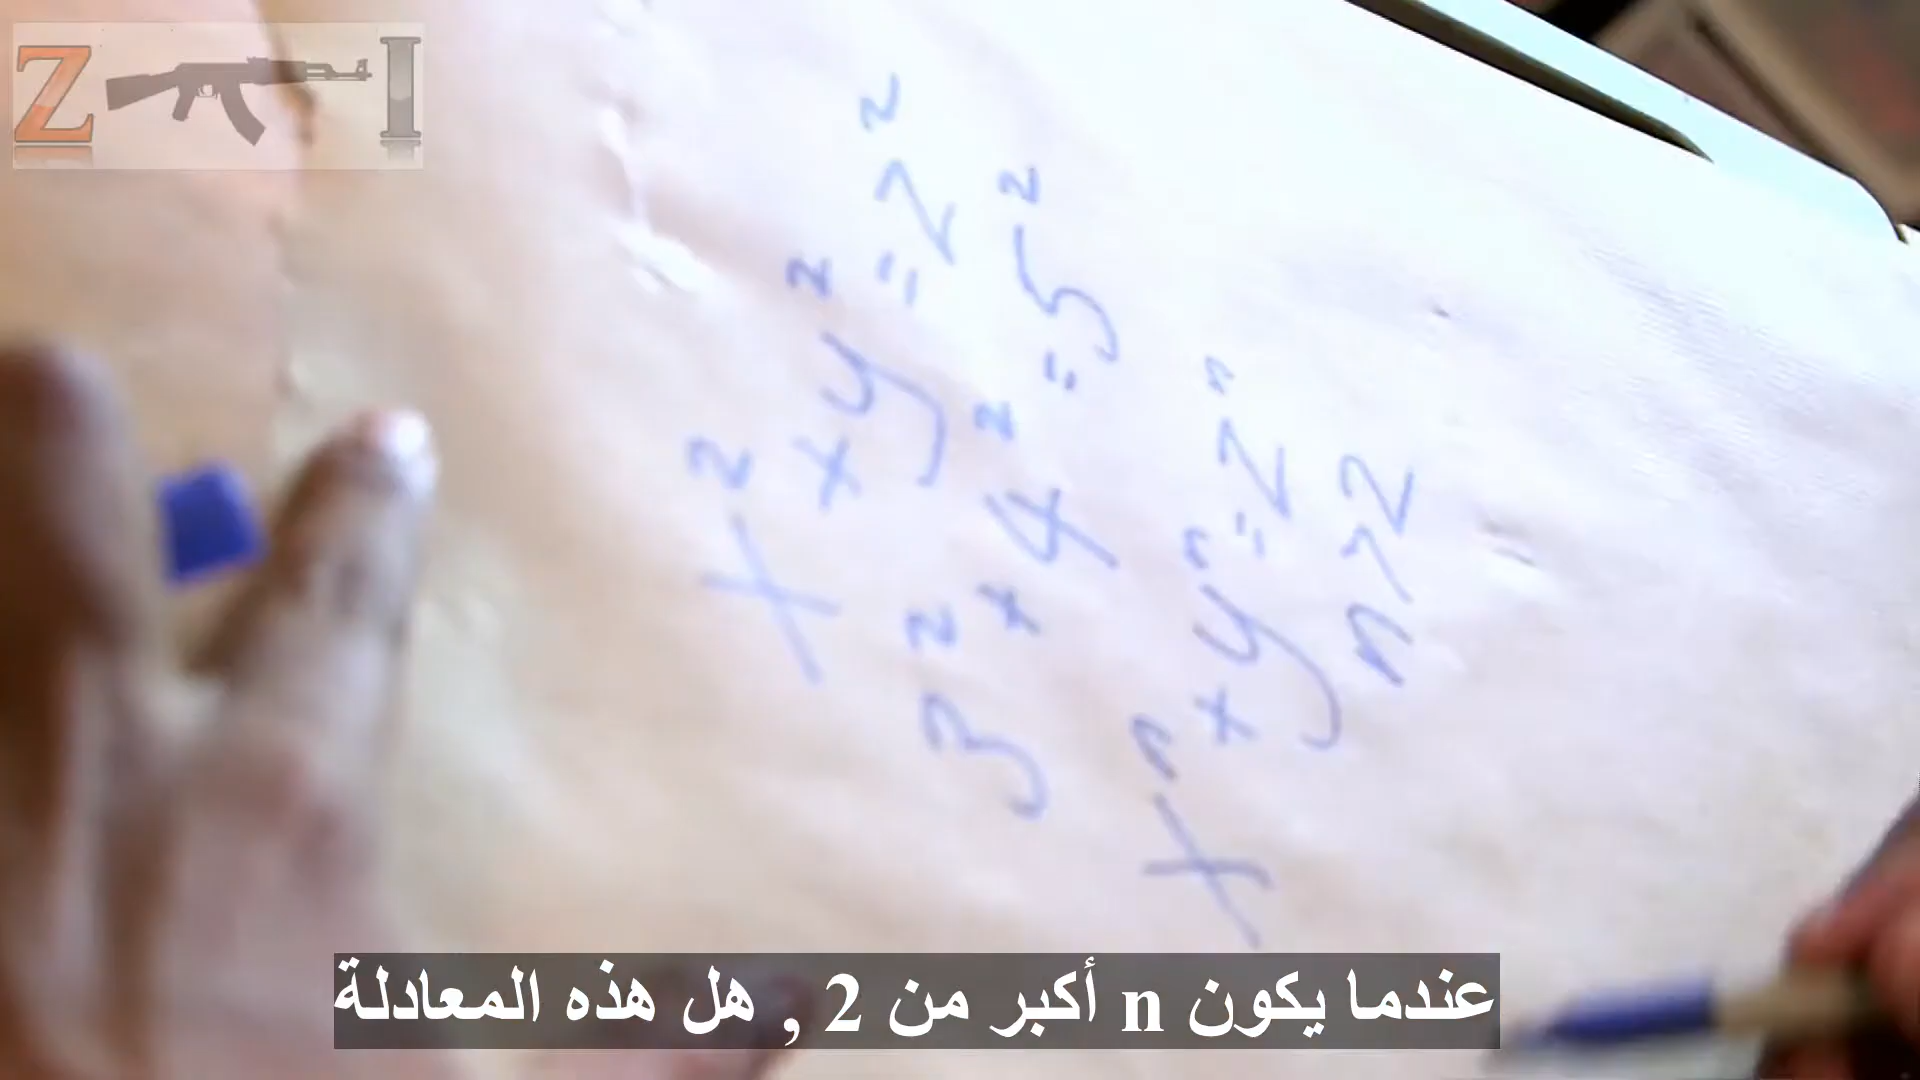 Z I
x² + y² = z²
3² + 4² = 5²
xⁿ + yⁿ = zⁿ
n > 2
عندما يكون n أكبر من 2 , هل هذه المعادلة